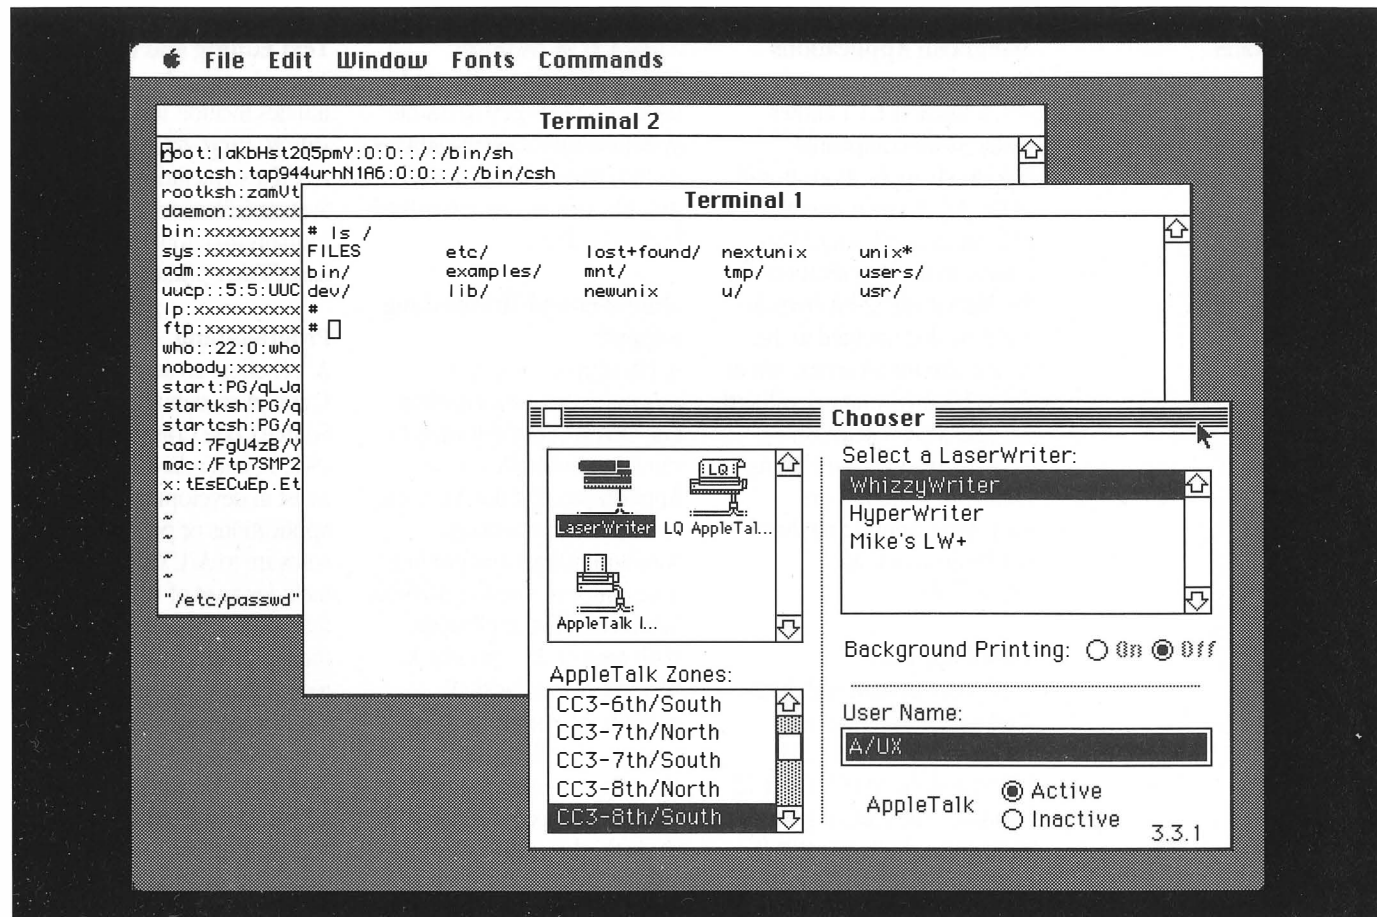 File Edit Window Fonts Commands
Terminal 2
root:laKbHst2Q5pmY:0:0::/:/bin/sh
rootcsh:tap944urhN1A6:0:0::/:/bin/csh
rootksh:zamVt
daemon:xxxxxx
bin:xxxxxxxxx
sys:xxxxxxxxx
adm:xxxxxxxxx
uucp::5:5:UUC
lp:xxxxxxxxxx
ftp:xxxxxxxxx
who::22:0:who
nobody:xxxxxx
start:PG/qLJa
startksh:PG/q
startcsh:PG/q
cad:7FgU4zB/Y
mac:/Ftp7SMP2
x:tEsECuEp.Et
~
~
~
~
"/etc/passwd"
Terminal 1
# ls /
FILES etc/ lost+found/ nextunix unix*
bin/ examples/ mnt/ tmp/ users/
dev/ lib/ newunix u/ usr/
#
#
Chooser
LaserWriter LQ AppleTal...
AppleTalk I...
AppleTalk Zones:
CC3-6th/South
CC3-7th/North
CC3-7th/South
CC3-8th/North
CC3-8th/South
Select a LaserWriter:
WhizzyWriter
HyperWriter
Mike's LW+
Background Printing: On Off
User Name:
A/UX
AppleTalk Active
Inactive
3.3.1